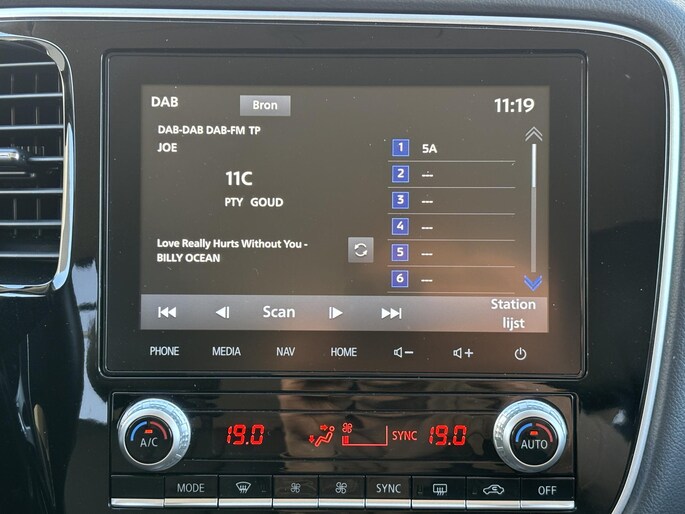 DAB Bron 11:19
DAB-DAB DAB-FM TP
JOE
11C
PTY GOUD
Love Really Hurts Without You -
BILLY OCEAN
1 5A
2 ---
3 ---
4 ---
5 ---
6 ---
Scan
Station
lijst
PHONE MEDIA NAV HOME
A/C 19.0 SYNC 19.0 AUTO
MODE SYNC OFF